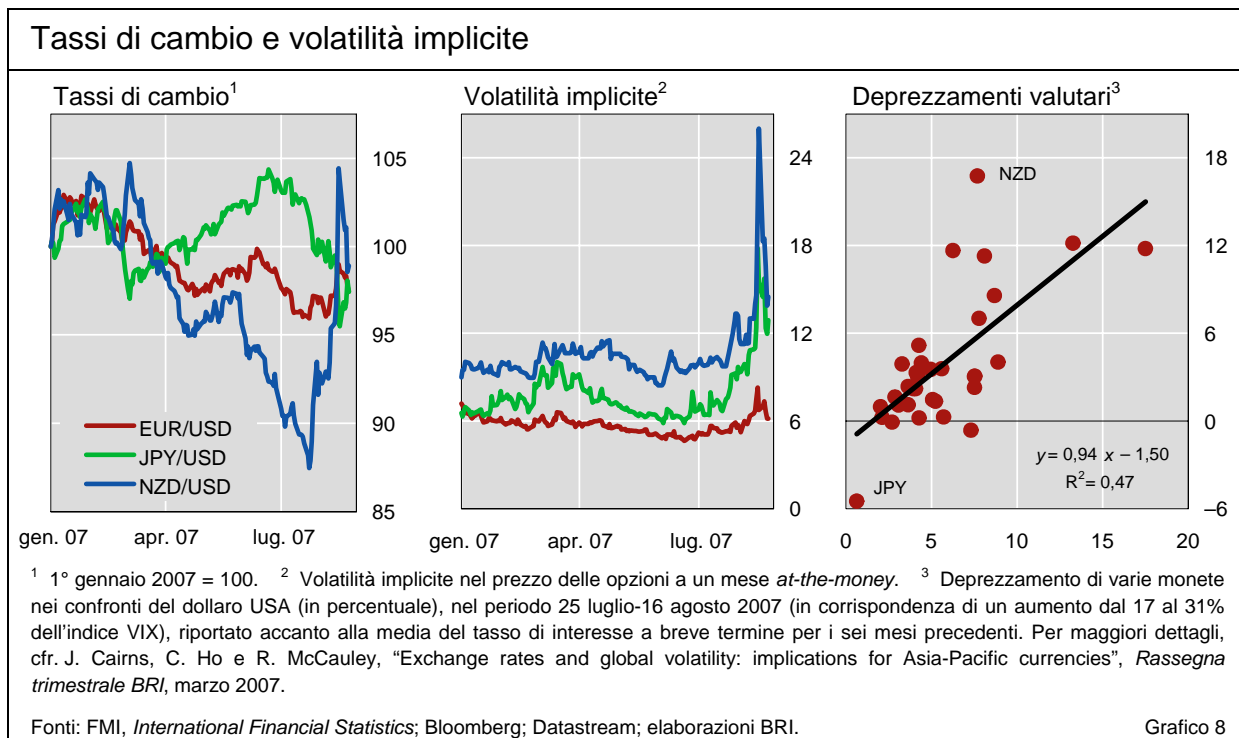 Tassi di cambio e volatilità implicite
Tassi di cambio¹
105
100
95
90
85
EUR/USD
JPY/USD
NZD/USD
gen. 07 apr. 07 lug. 07
Volatilità implicite²
24
18
12
6
0
gen. 07 apr. 07 lug. 07
Deprezzamenti valutari³
NZD
JPY
y = 0,94 x – 1,50
R² = 0,47
18
12
6
0
–6
0 5 10 15 20
¹ 1° gennaio 2007 = 100. ² Volatilità implicite nel prezzo delle opzioni a un mese at-the-money. ³ Deprezzamento di varie monete
nei confronti del dollaro USA (in percentuale), nel periodo 25 luglio-16 agosto 2007 (in corrispondenza di un aumento dal 17 al 31%
dell’indice VIX), riportato accanto alla media del tasso di interesse a breve termine per i sei mesi precedenti. Per maggiori dettagli,
cfr. J. Cairns, C. Ho e R. McCauley, “Exchange rates and global volatility: implications for Asia-Pacific currencies”, Rassegna
trimestrale BRI, marzo 2007.
Fonti: FMI, International Financial Statistics; Bloomberg; Datastream; elaborazioni BRI. Grafico 8